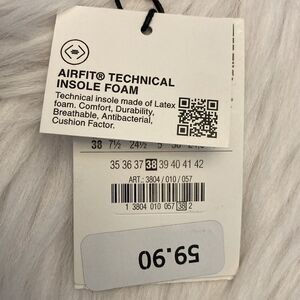 AIRFIT® TECHNICAL
INSOLE FOAM
Technical insole made of Latex
foam. Comfort, Durability,
Breathable, Antibacterial,
Cushion Factor.
38 7½ 24½ 5
35 36 37 38 39 40 41 42
ART.: 3804 / 010 / 057
1 3804 010 057 38 2
59.90